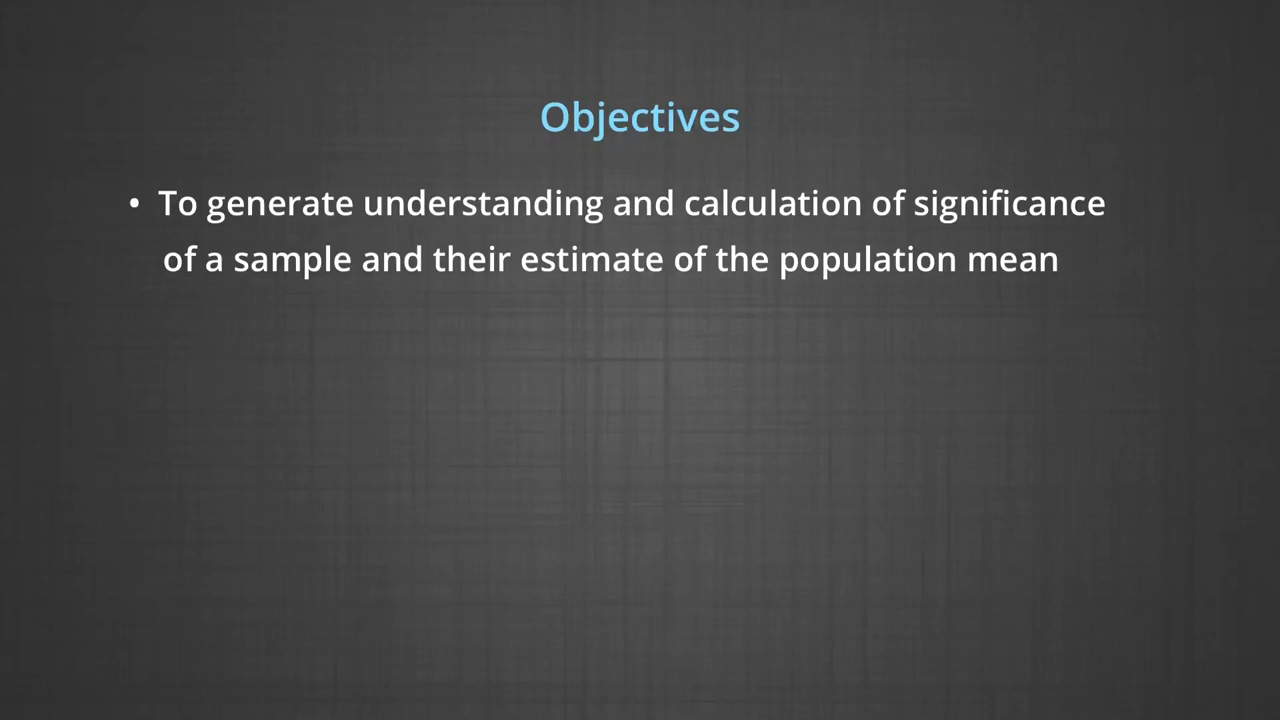 Objectives
• To generate understanding and calculation of significance
of a sample and their estimate of the population mean